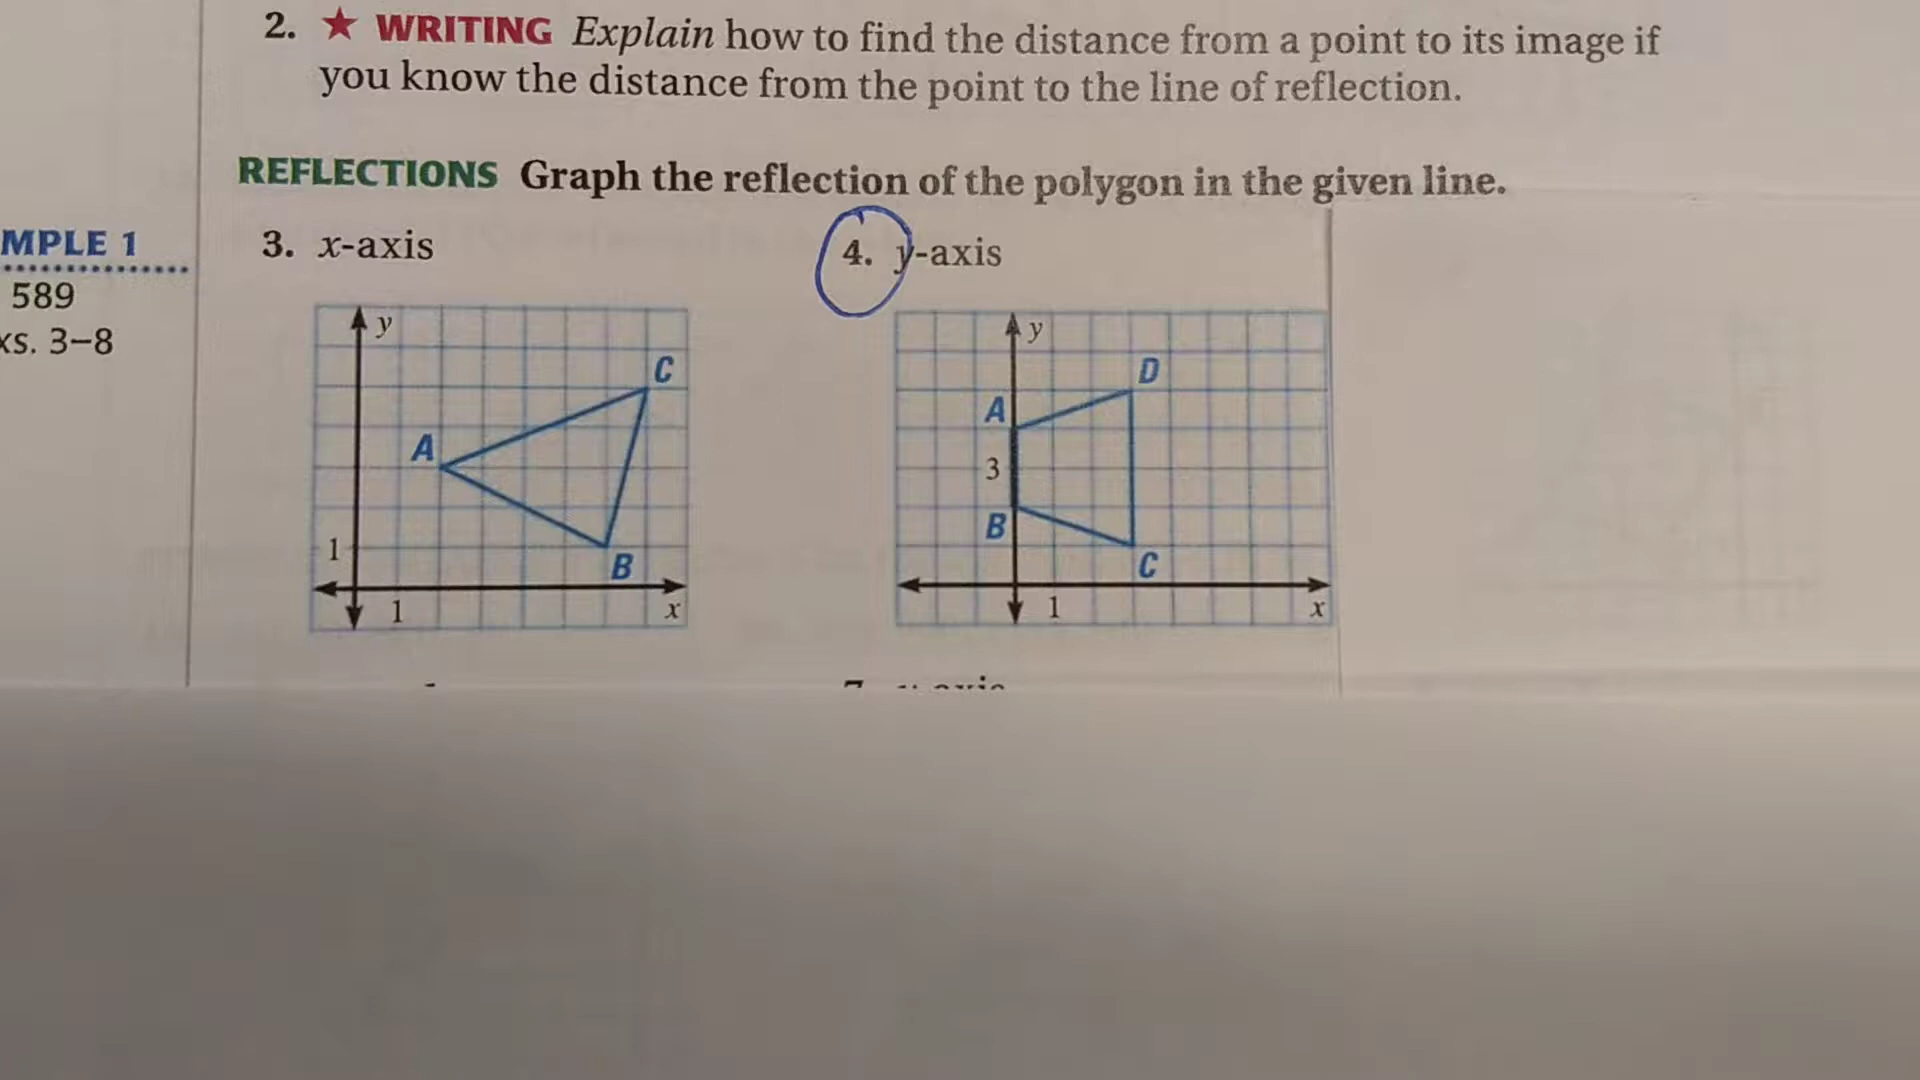 2. ★ WRITING Explain how to find the distance from a point to its image if
you know the distance from the point to the line of reflection.
REFLECTIONS Graph the reflection of the polygon in the given line.
MPLE 1
589
xs. 3–8
3. x-axis
4. y-axis
y
C
A
1
B
1
x
y
D
A
3
B
C
1
x